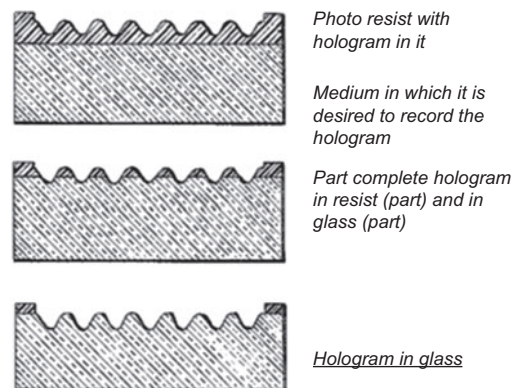 Photo resist with
hologram in it
Medium in which it is
desired to record the
hologram
Part complete hologram
in resist (part) and in
glass (part)
Hologram in glass